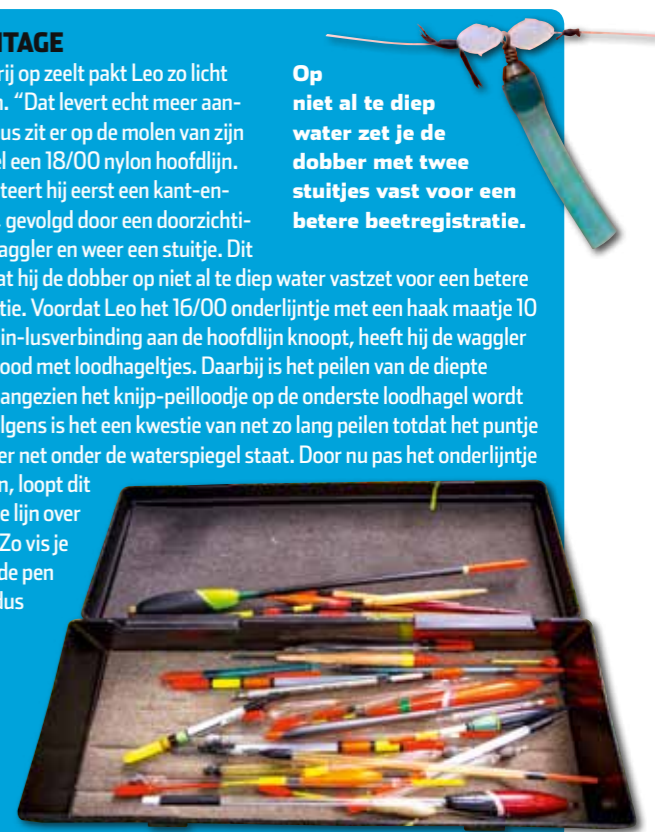 NTAGE
rij op zeelt pakt Leo zo licht
n. “Dat levert echt meer aan-
us zit er op de molen van zijn
el een 18/00 nylon hoofdlijn.
teert hij eerst een kant-en-
gevolgd door een doorzichti-
aggler en weer een stuitje. Dit
at hij de dobber op niet al te diep water vastzet voor een betere
tie. Voordat Leo het 16/00 onderlijntje met een haak maatje 10
in-lusverbinding aan de hoofdlijn knoopt, heeft hij de waggler
ood met loodhageltjes. Daarbij is het peilen van de diepte
angezien het knijp-peilloodje op de onderste loodhagel wordt
lgens is het een kwestie van net zo lang peilen totdat het puntje
er net onder de waterspiegel staat. Door nu pas het onderlijntje
n, loopt dit
e lijn over
Zo vis je
de pen
dus
Op
niet al te diep
water zet je de
dobber met twee
stuitjes vast voor een
betere beetregistratie.